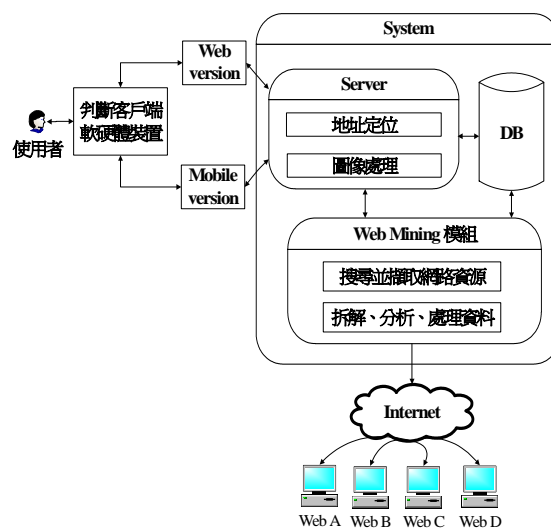 System
Web
version
Server
判斷客戶端
軟硬體裝置
地址定位
DB
使用者
圖像處理
Mobile
version
Web Mining 模組
搜尋並擷取網路資源
拆解、分析、處理資料
Internet
Web A
Web B
Web C
Web D